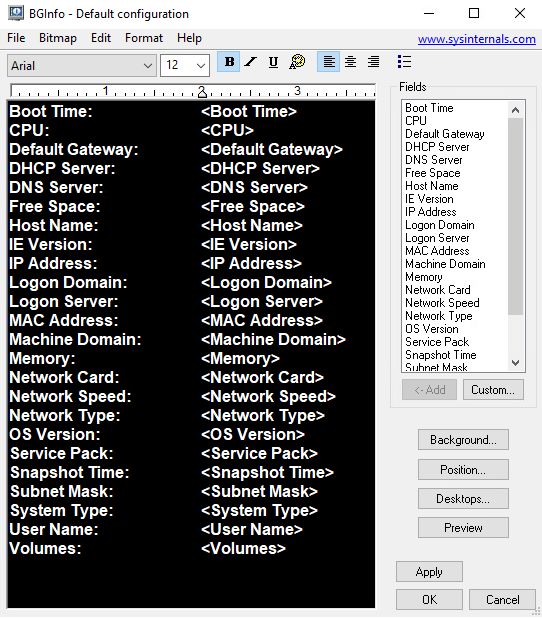 BGInfo - Default configuration
File Bitmap Edit Format Help www.sysinternals.com
Arial 12 B I U
1 2 3
Boot Time: <Boot Time>
CPU: <CPU>
Default Gateway: <Default Gateway>
DHCP Server: <DHCP Server>
DNS Server: <DNS Server>
Free Space: <Free Space>
Host Name: <Host Name>
IE Version: <IE Version>
IP Address: <IP Address>
Logon Domain: <Logon Domain>
Logon Server: <Logon Server>
MAC Address: <MAC Address>
Machine Domain: <Machine Domain>
Memory: <Memory>
Network Card: <Network Card>
Network Speed: <Network Speed>
Network Type: <Network Type>
OS Version: <OS Version>
Service Pack: <Service Pack>
Snapshot Time: <Snapshot Time>
Subnet Mask: <Subnet Mask>
System Type: <System Type>
User Name: <User Name>
Volumes: <Volumes>
Fields
Boot Time
CPU
Default Gateway
DHCP Server
DNS Server
Free Space
Host Name
IE Version
IP Address
Logon Domain
Logon Server
MAC Address
Machine Domain
Memory
Network Card
Network Speed
Network Type
OS Version
Service Pack
Snapshot Time
Subnet Mask
<- Add Custom...
Background...
Position...
Desktops...
Preview
Apply
OK Cancel